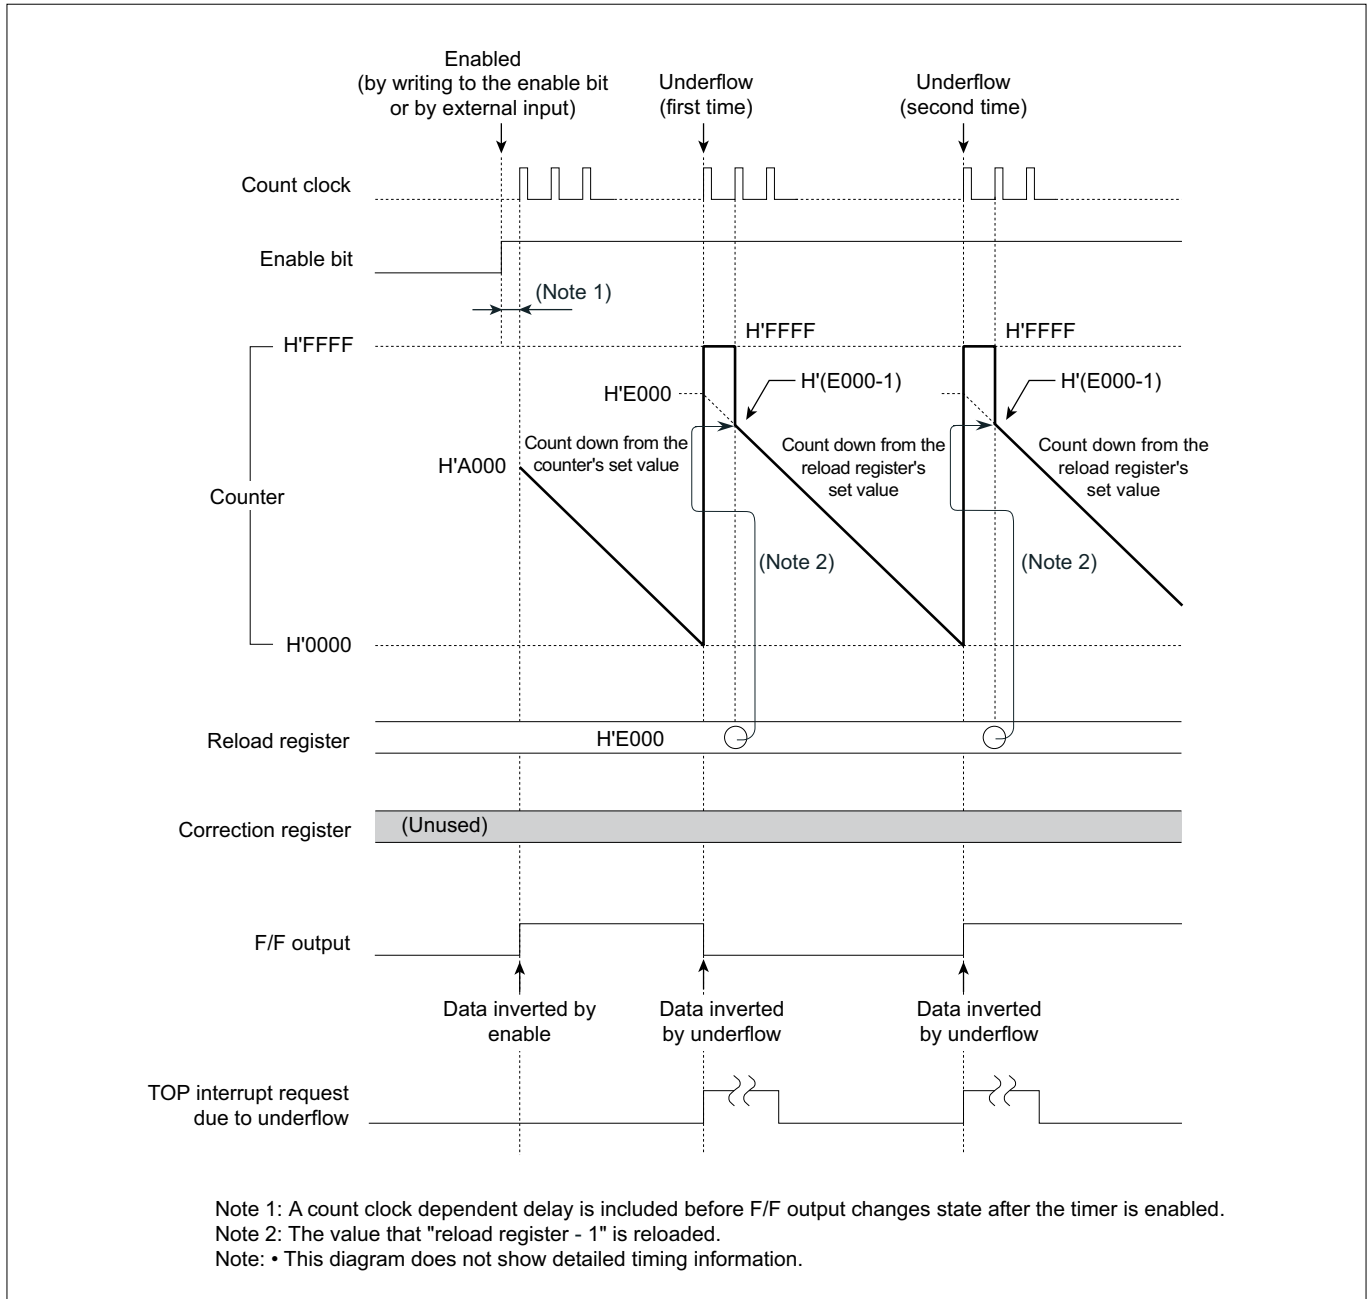 Enabled
(by writing to the enable bit
or by external input)
Underflow
(first time)
Underflow
(second time)
Count clock
Enable bit
(Note 1)
H'FFFF
H'FFFF
H'FFFF
H'E000
H'(E000-1)
H'(E000-1)
Count down from the
counter's set value
Count down from the
reload register's
set value
Count down from the
reload register's
set value
H'A000
Counter
(Note 2)
(Note 2)
H'0000
Reload register
H'E000
Correction register
(Unused)
F/F output
Data inverted by
enable
Data inverted
by underflow
Data inverted
by underflow
TOP interrupt request
due to underflow
Note 1: A count clock dependent delay is included before F/F output changes state after the timer is enabled.
Note 2: The value that "reload register - 1" is reloaded.
Note: • This diagram does not show detailed timing information.